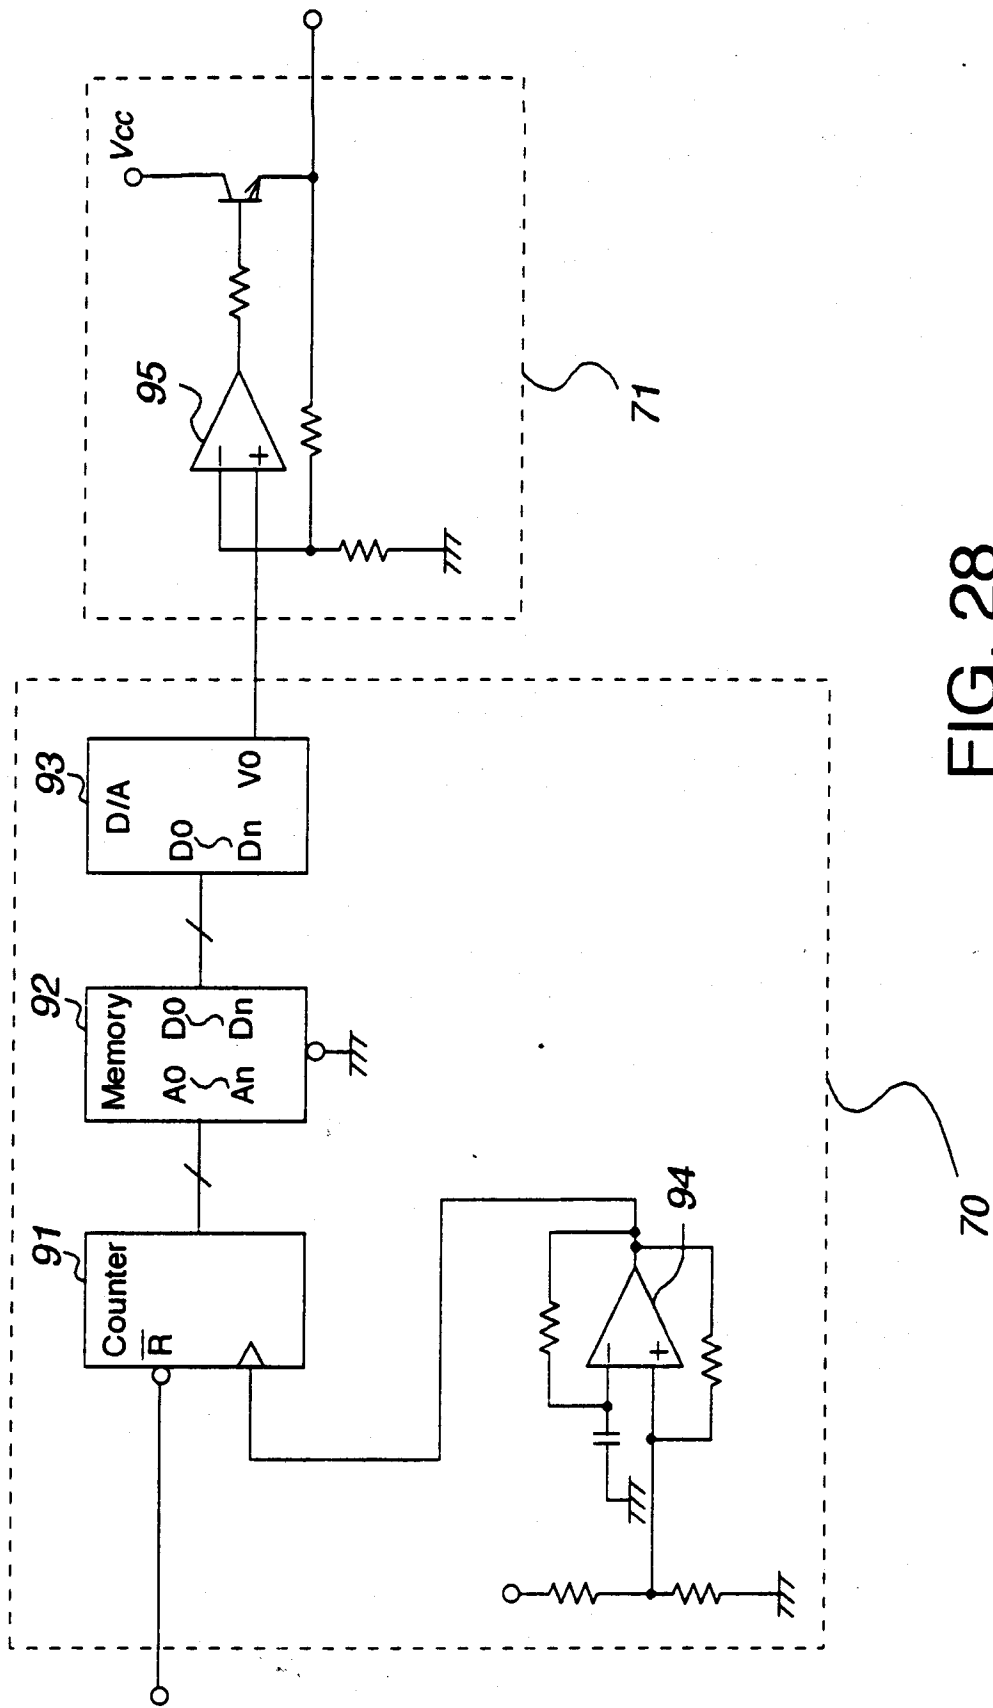 91
Counter
R
92
Memory
A0 D0
An Dn
93
D/A
D0 V0
Dn
94
70
95
Vcc
71
FIG. 28